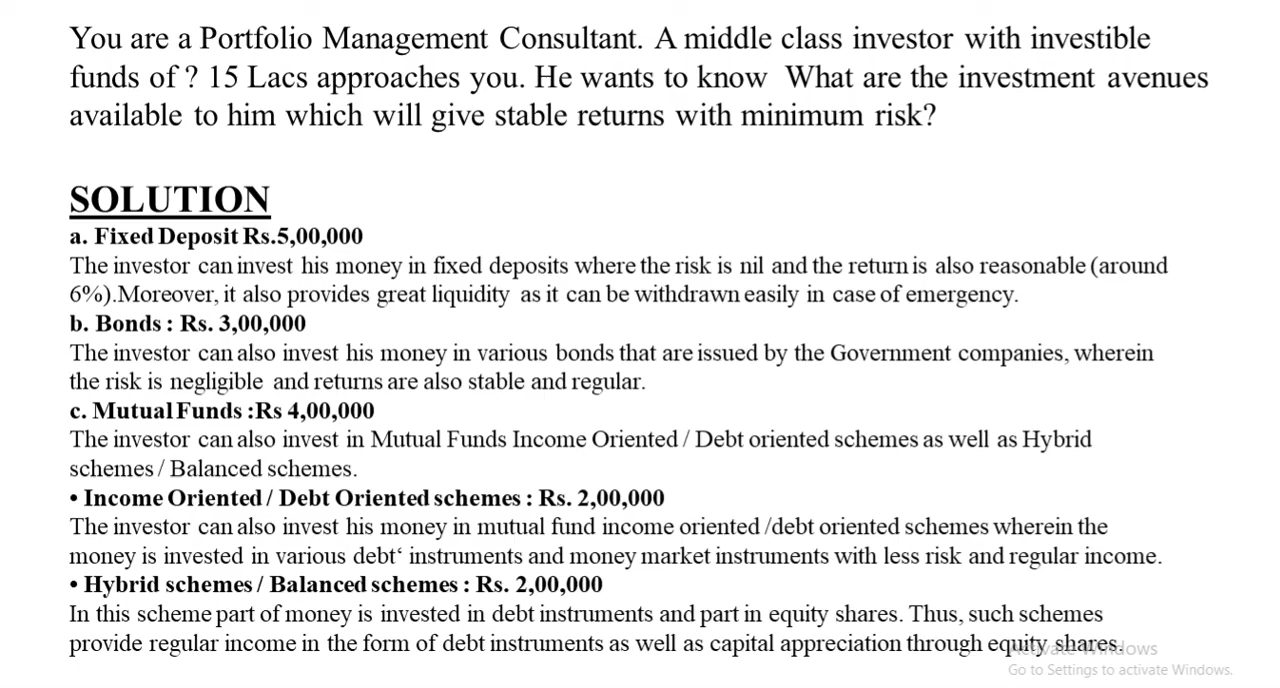 You are a Portfolio Management Consultant. A middle class investor with investible
funds of ? 15 Lacs approaches you. He wants to know What are the investment avenues
available to him which will give stable returns with minimum risk?
SOLUTION
a. Fixed Deposit Rs.5,00,000
The investor can invest his money in fixed deposits where the risk is nil and the return is also reasonable (around
6%).Moreover, it also provides great liquidity as it can be withdrawn easily in case of emergency.
b. Bonds : Rs. 3,00,000
The investor can also invest his money in various bonds that are issued by the Government companies, wherein
the risk is negligible and returns are also stable and regular.
c. Mutual Funds :Rs 4,00,000
The investor can also invest in Mutual Funds Income Oriented / Debt oriented schemes as well as Hybrid
schemes / Balanced schemes.
• Income Oriented / Debt Oriented schemes : Rs. 2,00,000
The investor can also invest his money in mutual fund income oriented /debt oriented schemes wherein the
money is invested in various debt‘ instruments and money market instruments with less risk and regular income.
• Hybrid schemes / Balanced schemes : Rs. 2,00,000
In this scheme part of money is invested in debt instruments and part in equity shares. Thus, such schemes
provide regular income in the form of debt instruments as well as capital appreciation through equity shares.
Activate Windows
Go to Settings to activate Windows.